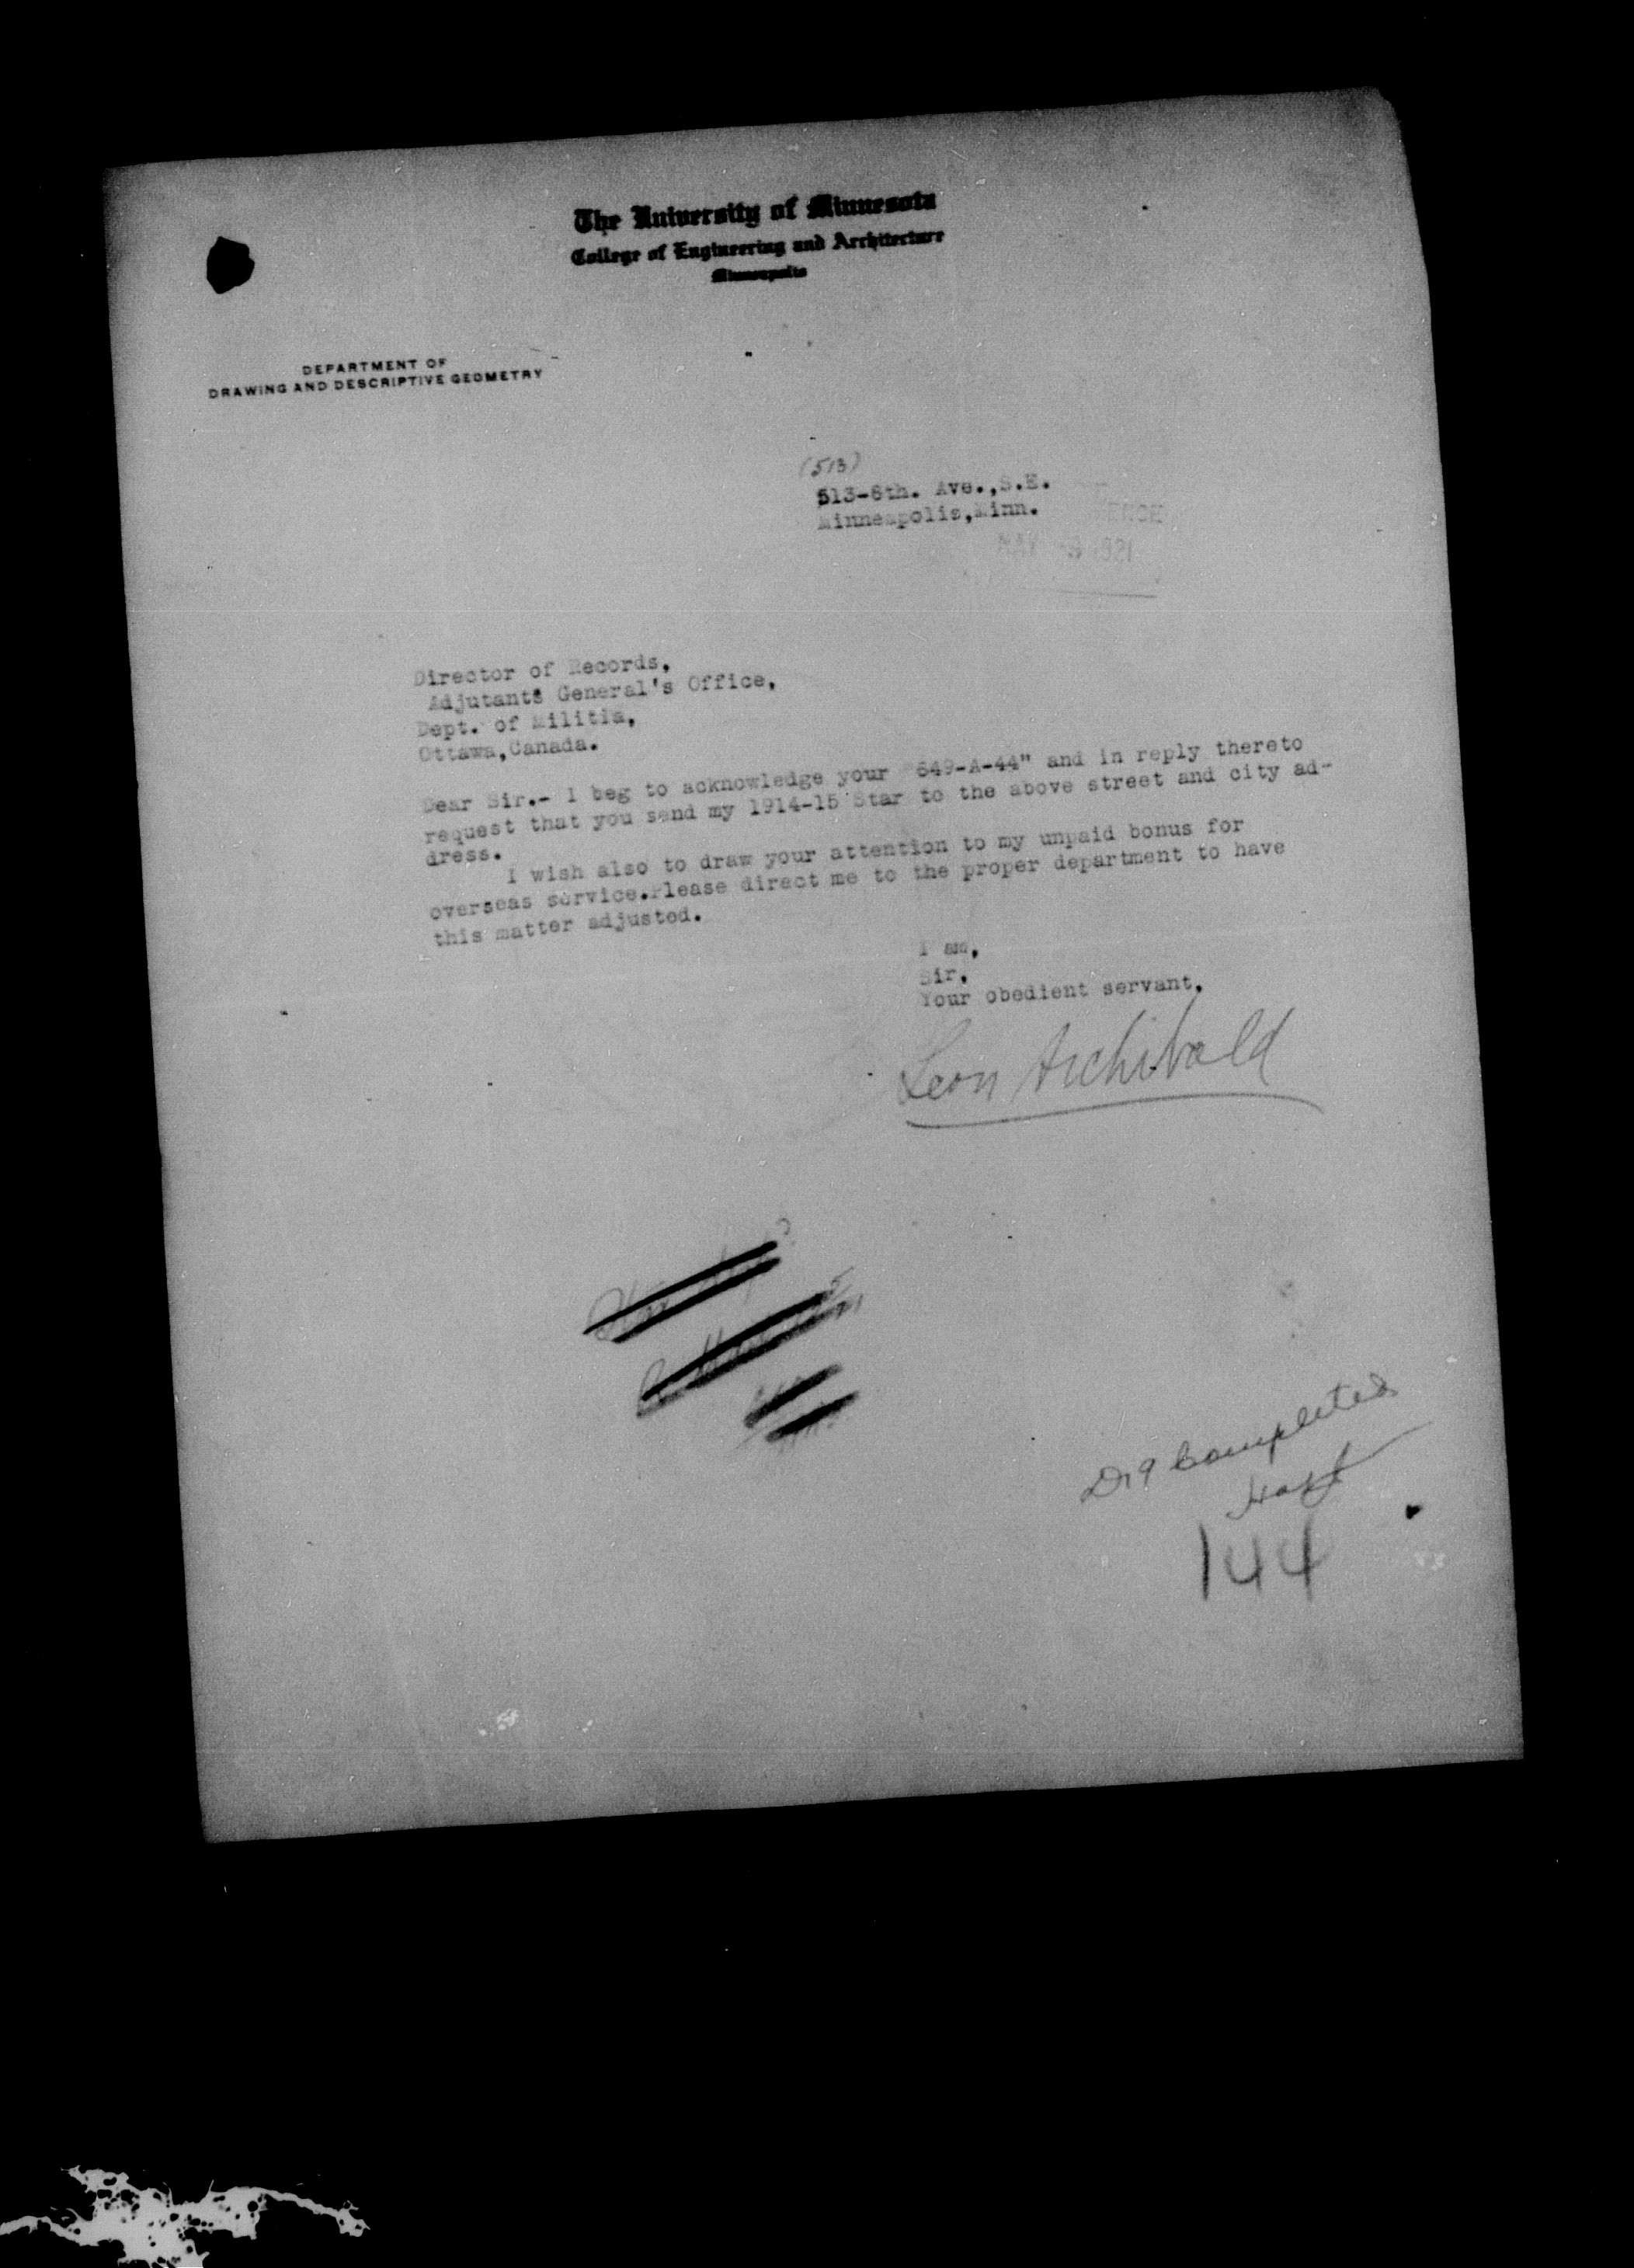 The University of Minnesota
College of Engineering and Architecture
Minneapolis
DEPARTMENT OF
DRAWING AND DESCRIPTIVE GEOMETRY
(513)
513-8th. Ave.,S.E.
Minneapolis,Minn.
MAY 1921
Director of Records,
Adjutants General's Office,
Dept. of Militia,
Ottawa,Canada.
Dear Sir.- I beg to acknowledge your "649-A-44" and in reply thereto
request that you send my 1914-15 Star to the above street and city ad-
dress.
I wish also to draw your attention to my unpaid bonus for
overseas service.Please direct me to the proper department to have
this matter adjusted.
I am,
Sir,
Your obedient servant,
Leon Archibald
Completed
144